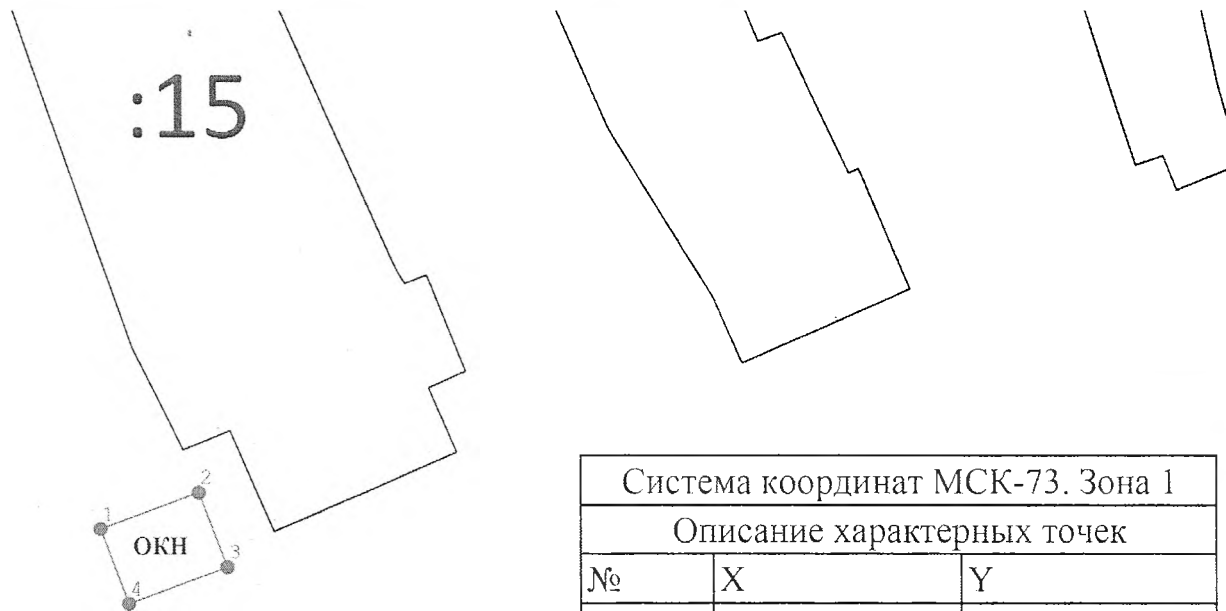 :15
2
1
ОКН
3
4
Система координат МСК-73. Зона 1
Описание характерных точек
№ X Y